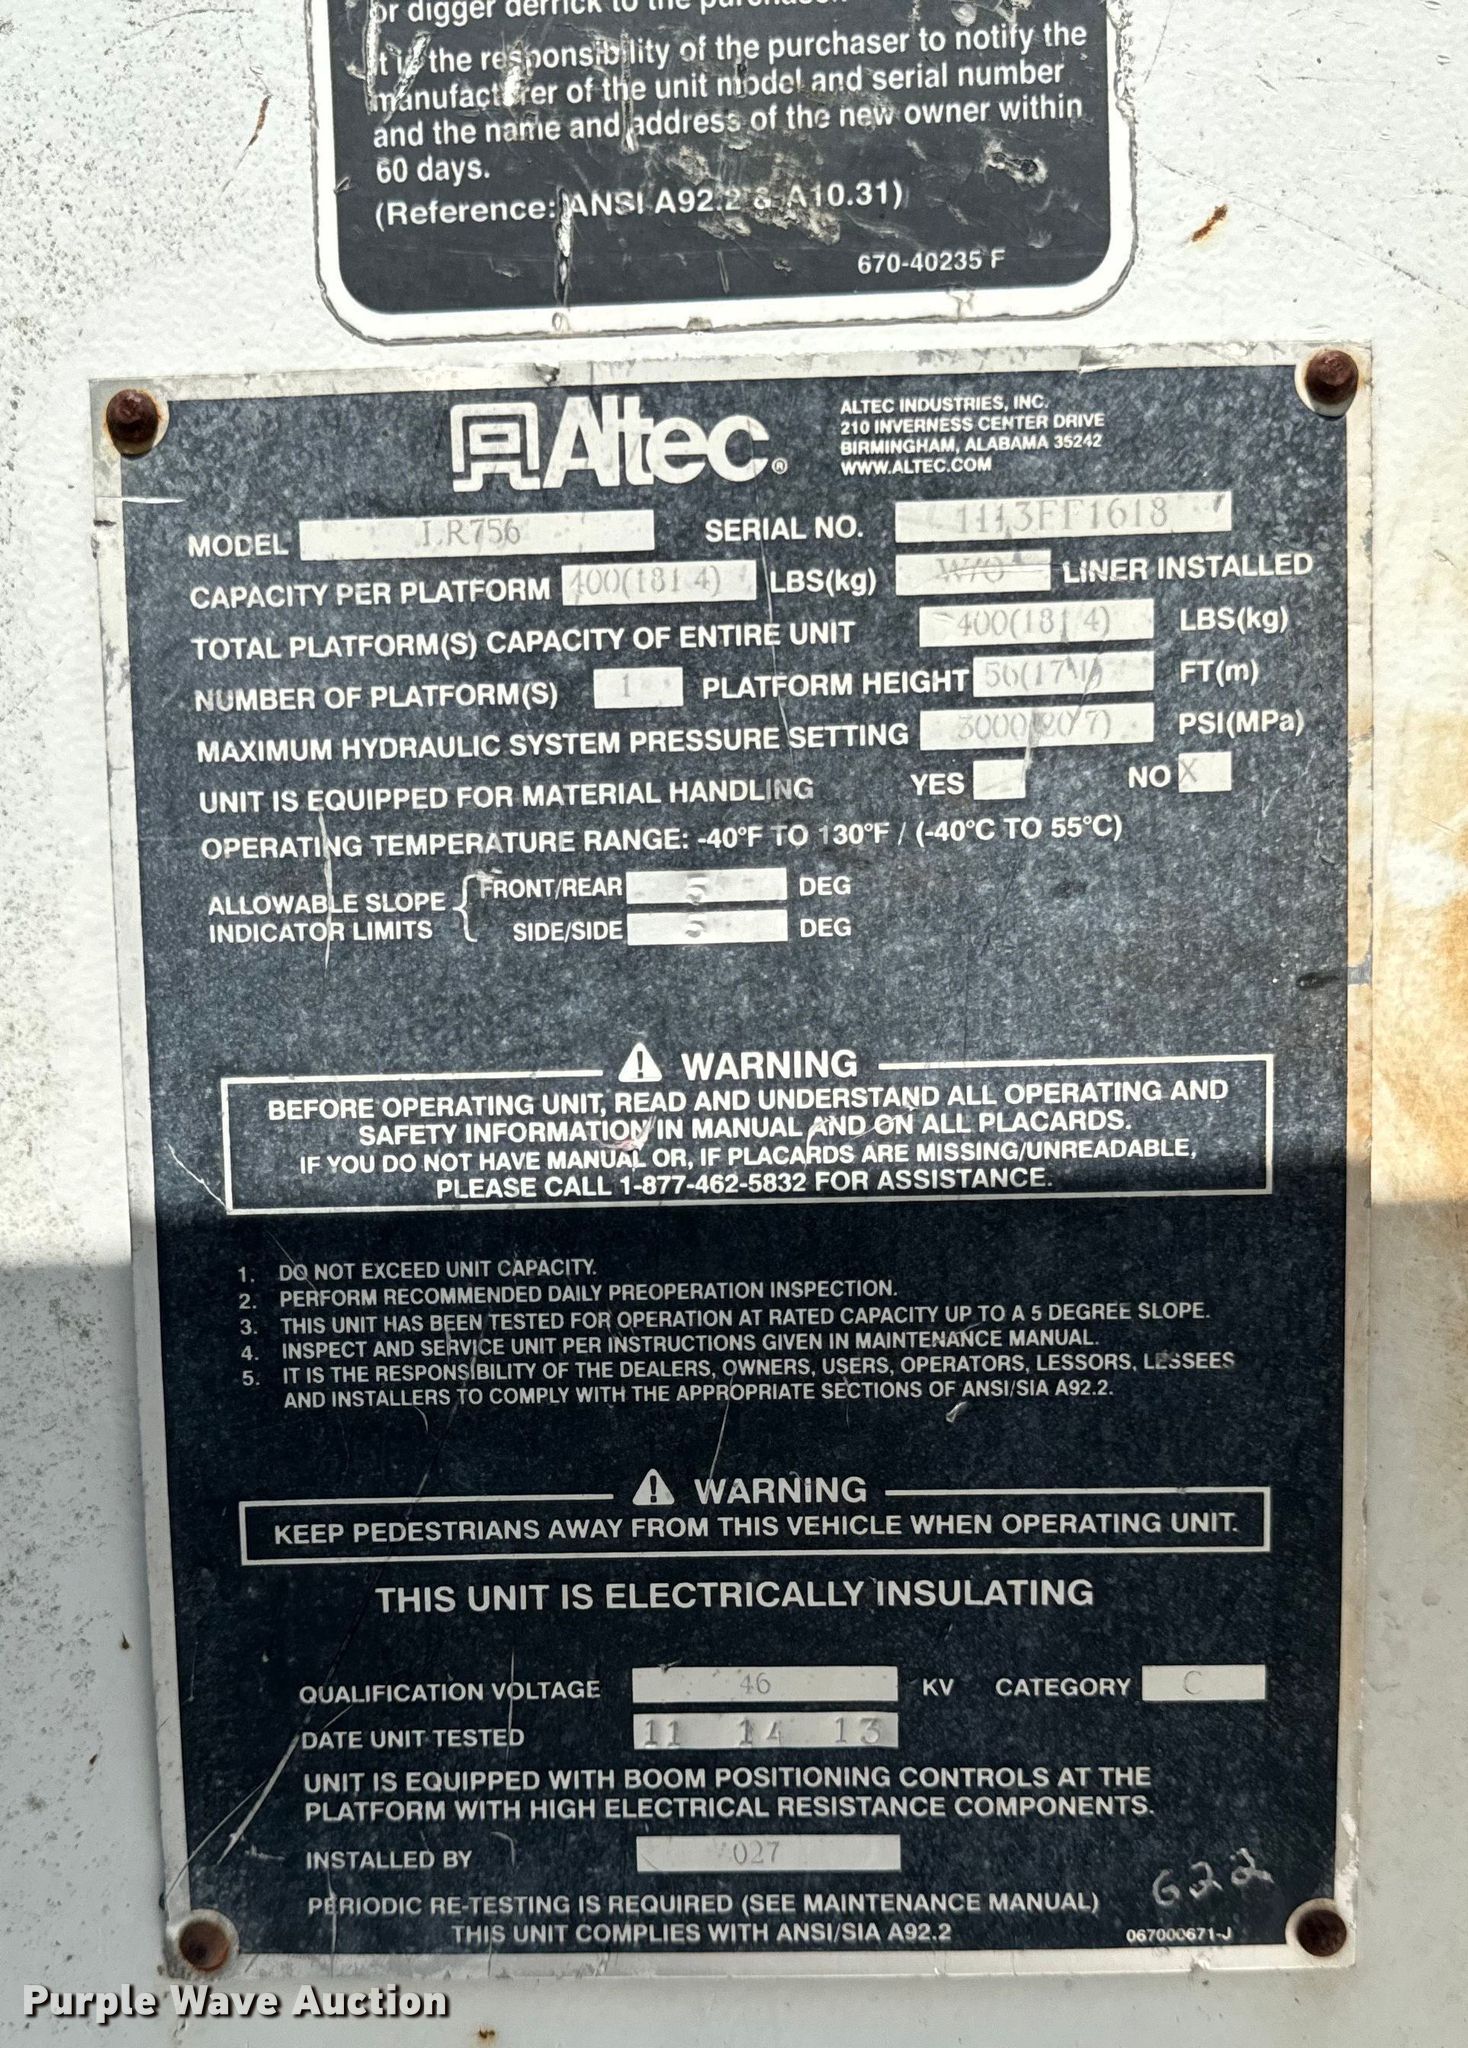 or digger derrick to the purchaser.
It is the responsibility of the purchaser to notify the
manufacturer of the unit model and serial number
and the name and address of the new owner within
60 days.
(Reference: ANSI A92.2 & A10.31)
670-40235 F
Altec®
ALTEC INDUSTRIES, INC.
210 INVERNESS CENTER DRIVE
BIRMINGHAM, ALABAMA 35242
WWW.ALTEC.COM
MODEL LR756 SERIAL NO. 1113FF1618
CAPACITY PER PLATFORM 400(181.4) LBS(kg) W/O LINER INSTALLED
TOTAL PLATFORM(S) CAPACITY OF ENTIRE UNIT 400(181.4) LBS(kg)
NUMBER OF PLATFORM(S) 1 PLATFORM HEIGHT 56(17.1) FT(m)
MAXIMUM HYDRAULIC SYSTEM PRESSURE SETTING 3000(20.7) PSI(MPa)
UNIT IS EQUIPPED FOR MATERIAL HANDLING YES NO X
OPERATING TEMPERATURE RANGE: -40°F TO 130°F / (-40°C TO 55°C)
ALLOWABLE SLOPE INDICATOR LIMITS { FRONT/REAR 5 DEG
SIDE/SIDE 5 DEG
⚠ WARNING
BEFORE OPERATING UNIT, READ AND UNDERSTAND ALL OPERATING AND
SAFETY INFORMATION IN MANUAL AND ON ALL PLACARDS.
IF YOU DO NOT HAVE MANUAL OR, IF PLACARDS ARE MISSING/UNREADABLE,
PLEASE CALL 1-877-462-5832 FOR ASSISTANCE.
1. DO NOT EXCEED UNIT CAPACITY.
2. PERFORM RECOMMENDED DAILY PREOPERATION INSPECTION.
3. THIS UNIT HAS BEEN TESTED FOR OPERATION AT RATED CAPACITY UP TO A 5 DEGREE SLOPE.
4. INSPECT AND SERVICE UNIT PER INSTRUCTIONS GIVEN IN MAINTENANCE MANUAL.
5. IT IS THE RESPONSIBILITY OF THE DEALERS, OWNERS, USERS, OPERATORS, LESSORS, LESSEES
AND INSTALLERS TO COMPLY WITH THE APPROPRIATE SECTIONS OF ANSI/SIA A92.2.
⚠ WARNING
KEEP PEDESTRIANS AWAY FROM THIS VEHICLE WHEN OPERATING UNIT.
THIS UNIT IS ELECTRICALLY INSULATING
QUALIFICATION VOLTAGE 46 KV CATEGORY C
DATE UNIT TESTED 11 14 13
UNIT IS EQUIPPED WITH BOOM POSITIONING CONTROLS AT THE
PLATFORM WITH HIGH ELECTRICAL RESISTANCE COMPONENTS.
INSTALLED BY 027
622
PERIODIC RE-TESTING IS REQUIRED (SEE MAINTENANCE MANUAL)
THIS UNIT COMPLIES WITH ANSI/SIA A92.2
067000671-J
Purple Wave Auction